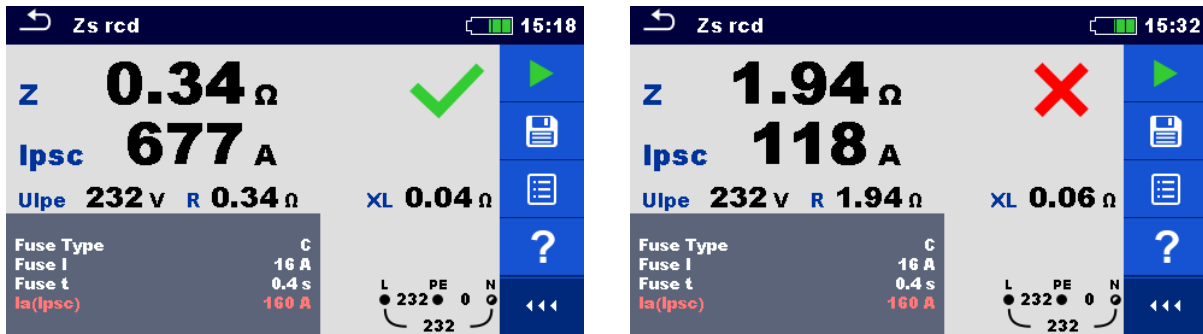 Zs rcd 15:18
Z 0.34 Ω
Ipsc 677 A
Ulpe 232 V R 0.34 Ω XL 0.04 Ω
Fuse Type C
Fuse I 16 A
Fuse t 0.4 s
Ia(Ipsc) 160 A
?
L PE N
232 0
232
Zs rcd 15:32
Z 1.94 Ω
Ipsc 118 A
Ulpe 232 V R 1.94 Ω XL 0.06 Ω
Fuse Type C
Fuse I 16 A
Fuse t 0.4 s
Ia(Ipsc) 160 A
?
L PE N
232 0
232